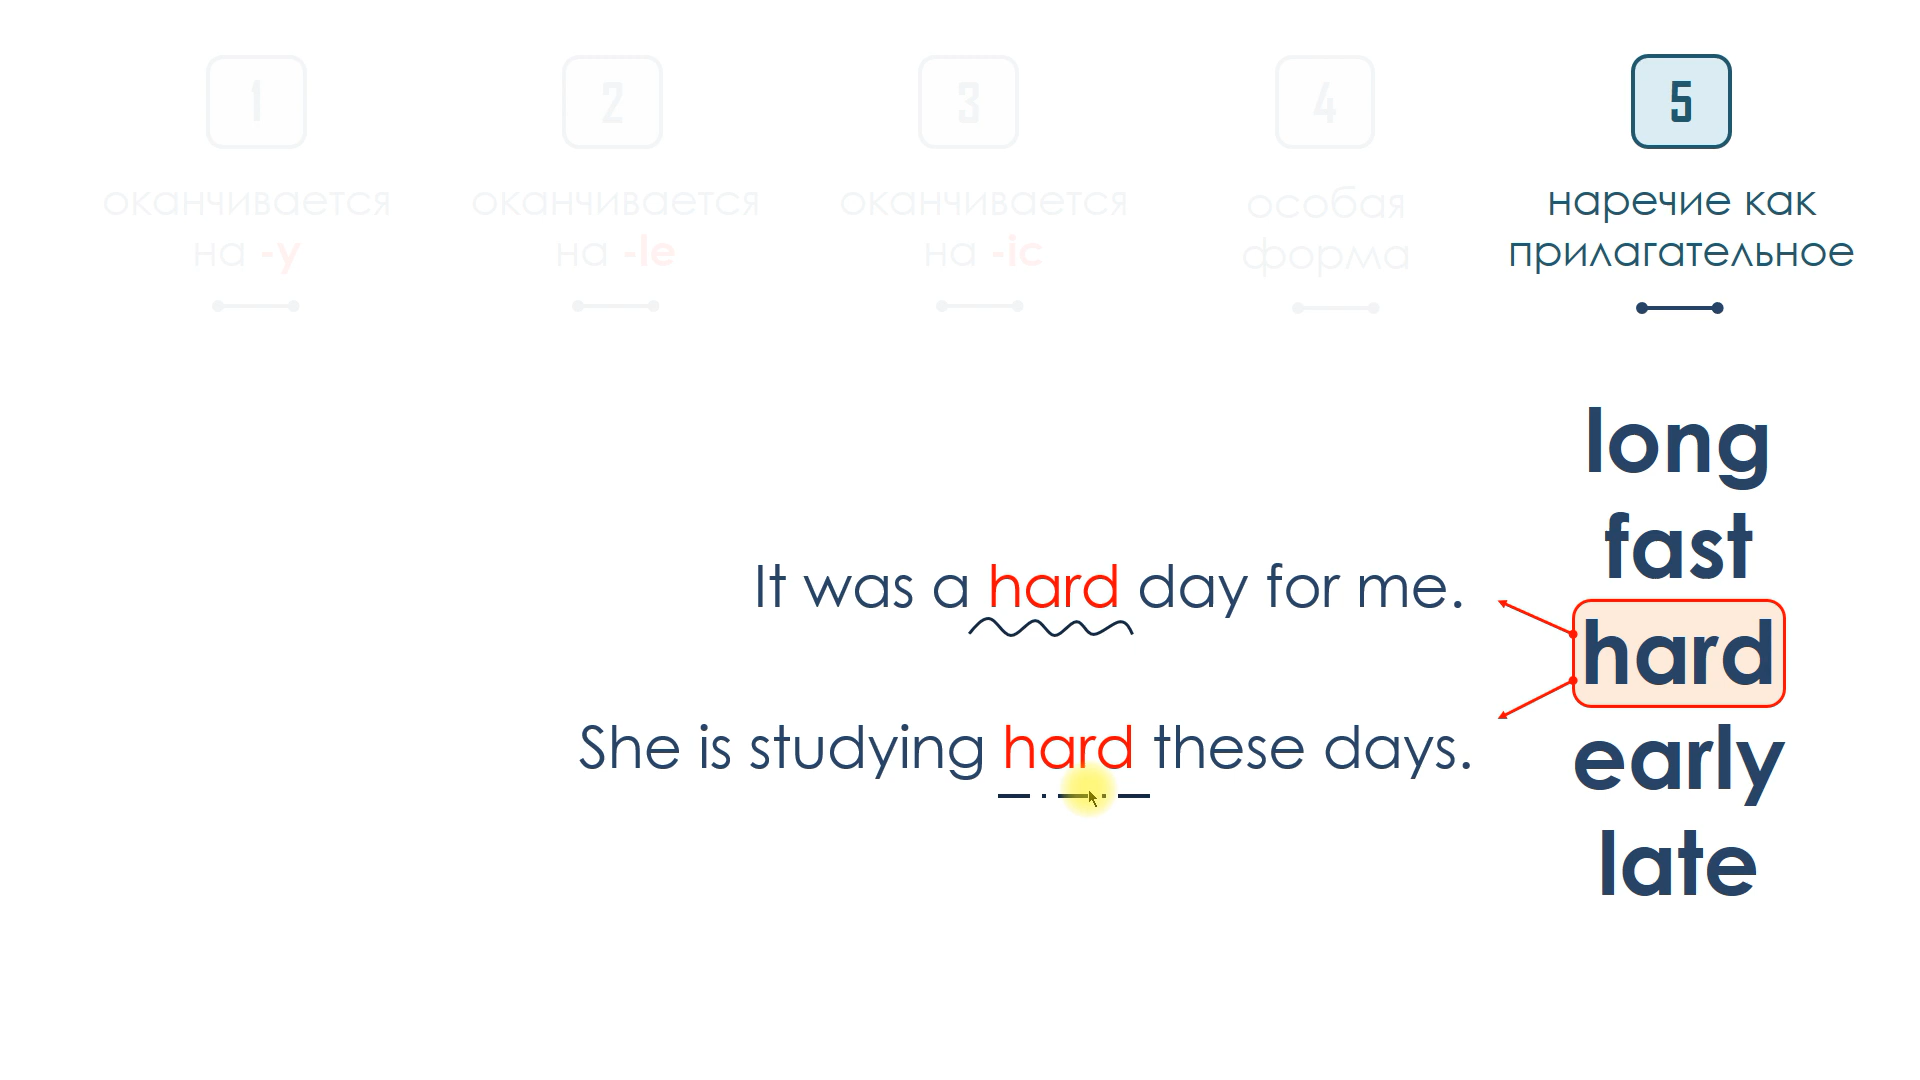 1
оканчивается
на -y
2
оканчивается
на -le
3
оканчивается
на -ic
4
особая
форма
5
наречие как
прилагательное
long
fast
hard
early
late
It was a hard day for me.
She is studying hard these days.